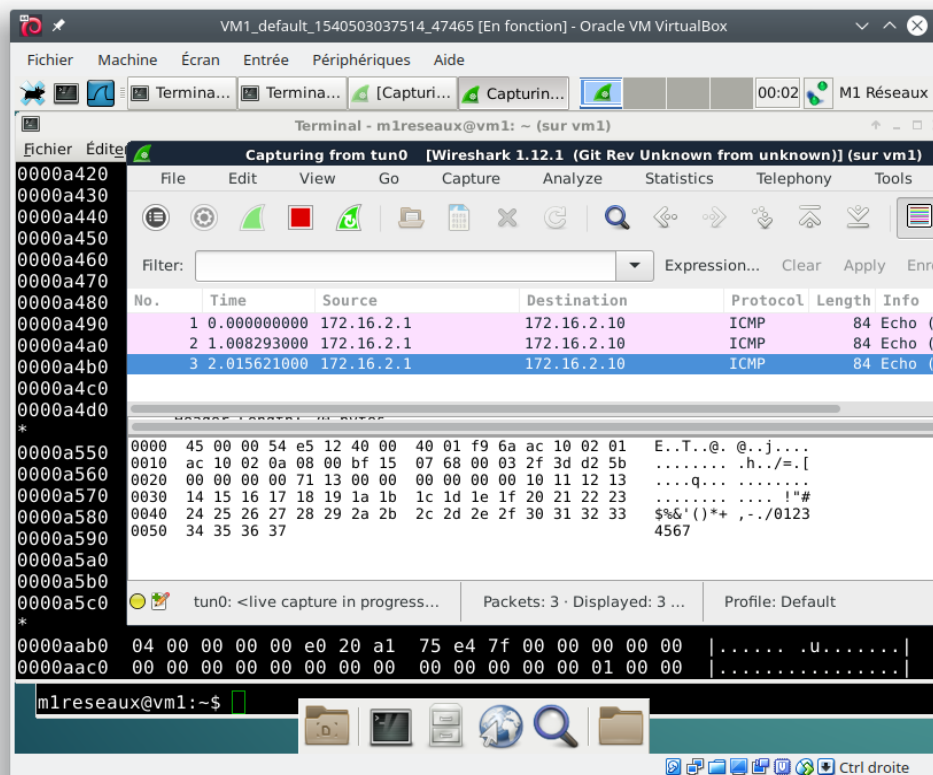 VM1_default_1540503037514_47465 [En fonction] - Oracle VM VirtualBox
Fichier Machine Écran Entrée Périphériques Aide
Termina... Termina... [Capturi... Capturin... 00:02 M1 Réseaux
Terminal - m1reseaux@vm1: ~ (sur vm1)
Fichier Éditer
Capturing from tun0 [Wireshark 1.12.1 (Git Rev Unknown from unknown)] (sur vm1)
File Edit View Go Capture Analyze Statistics Telephony Tools
Filter: Expression... Clear Apply Enr
No. Time Source Destination Protocol Length Info
1 0.000000000 172.16.2.1 172.16.2.10 ICMP 84 Echo (
2 1.008293000 172.16.2.1 172.16.2.10 ICMP 84 Echo (
3 2.015621000 172.16.2.1 172.16.2.10 ICMP 84 Echo (
Header Length: 20 bytes
0000 45 00 00 54 e5 12 40 00 40 01 f9 6a ac 10 02 01 E..T..@. @..j....
0010 ac 10 02 0a 08 00 bf 15 07 68 00 03 2f 3d d2 5b ........ .h../=.[
0020 00 00 00 00 71 13 00 00 00 00 00 00 10 11 12 13 ....q... ........
0030 14 15 16 17 18 19 1a 1b 1c 1d 1e 1f 20 21 22 23 ........ .... !"#
0040 24 25 26 27 28 29 2a 2b 2c 2d 2e 2f 30 31 32 33 $%&'()*+ ,-./0123
0050 34 35 36 37 4567
tun0: <live capture in progress... Packets: 3 · Displayed: 3 ... Profile: Default
0000a420
0000a430
0000a440
0000a450
0000a460
0000a470
0000a480
0000a490
0000a4a0
0000a4b0
0000a4c0
0000a4d0
*
0000a550
0000a560
0000a570
0000a580
0000a590
0000a5a0
0000a5b0
0000a5c0
*
0000aab0 04 00 00 00 00 e0 20 a1 75 e4 7f 00 00 00 00 00 |...... .u.......|
0000aac0 00 00 00 00 00 00 00 00 00 00 00 00 00 01 00 00 |................|
m1reseaux@vm1:~$
Ctrl droite